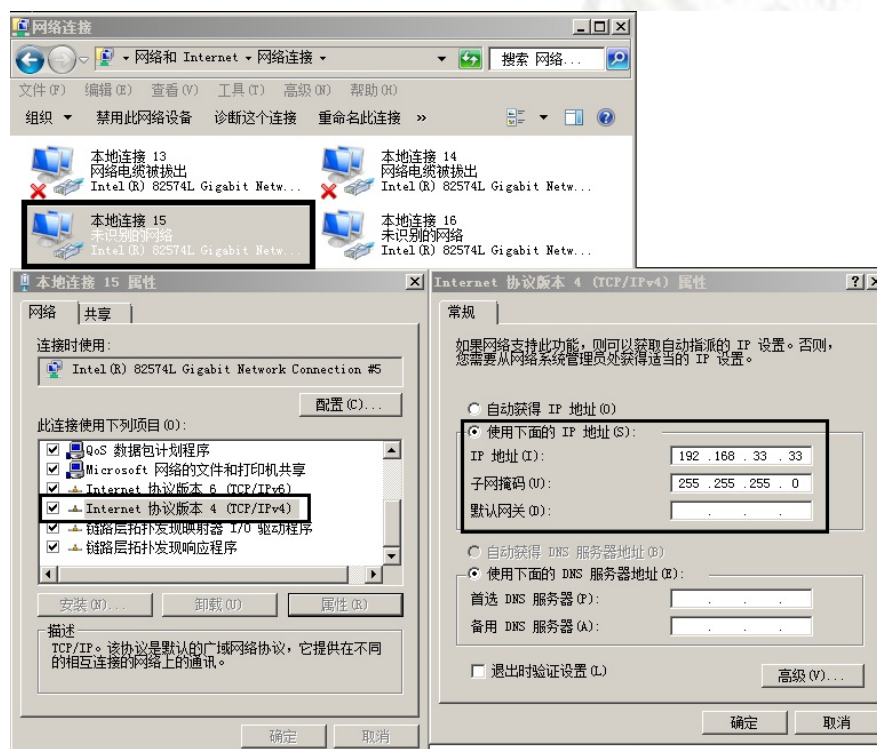 网络连接
网络和 Internet 网络连接
搜索 网络...
文件(F) 编辑(E) 查看(V) 工具(T) 高级(N) 帮助(H)
组织 禁用此网络设备 诊断这个连接 重命名此连接 »
本地连接 13
网络电缆被拔出
Intel(R) 82574L Gigabit Netw...
本地连接 14
网络电缆被拔出
Intel(R) 82574L Gigabit Netw...
本地连接 15
未识别的网络
Intel(R) 82574L Gigabit Netw...
本地连接 16
未识别的网络
Intel(R) 82574L Gigabit Netw...
本地连接 15 属性
网络 共享
连接时使用:
Intel(R) 82574L Gigabit Network Connection #5
配置(C)...
此连接使用下列项目(O):
QoS 数据包计划程序
Microsoft 网络的文件和打印机共享
Internet 协议版本 6 (TCP/IPv6)
Internet 协议版本 4 (TCP/IPv4)
链路层拓扑发现映射器 I/O 驱动程序
链路层拓扑发现响应程序
安装(N)... 卸载(U) 属性(R)
描述
TCP/IP。该协议是默认的广域网络协议，它提供在不同
的相互连接的网络上的通讯。
确定 取消
Internet 协议版本 4 (TCP/IPv4) 属性
常规
如果网络支持此功能，则可以获取自动指派的 IP 设置。否则，
您需要从网络系统管理员处获得适当的 IP 设置。
自动获得 IP 地址(O)
使用下面的 IP 地址(S):
IP 地址(I): 192 .168 . 33 . 33
子网掩码(U): 255 .255 .255 . 0
默认网关(D): . . .
自动获得 DNS 服务器地址(B)
使用下面的 DNS 服务器地址(E):
首选 DNS 服务器(P): . . .
备用 DNS 服务器(A): . . .
退出时验证设置(L)
高级(V)...
确定 取消